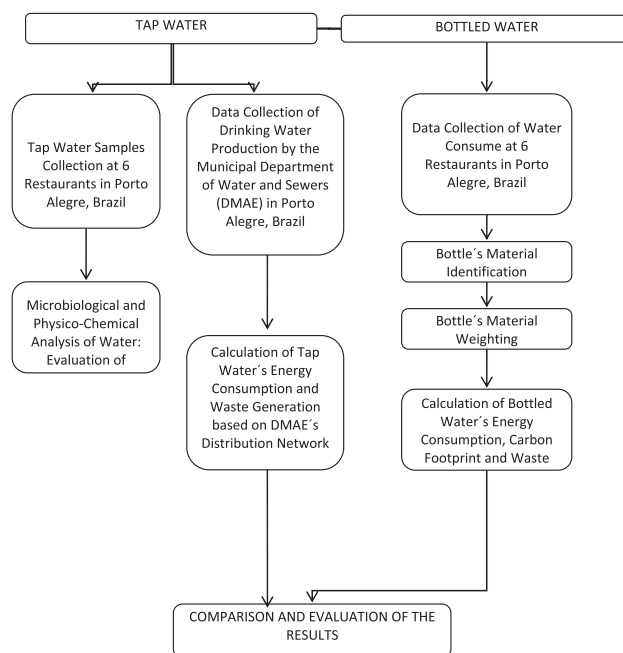 TAP WATER
BOTTLED WATER
Tap Water Samples
Collection at 6
Restaurants in Porto
Alegre, Brazil
Data Collection of
Drinking Water
Production by the
Municipal Department
of Water and Sewers
(DMAE) in Porto
Alegre, Brazil
Data Collection of Water
Consume at 6
Restaurants in Porto
Alegre, Brazil
Bottle´s Material
Identification
Microbiological and
Physico-Chemical
Analysis of Water:
Evaluation of
Bottle´s Material
Weighting
Calculation of Tap
Water´s Energy
Consumption and
Waste Generation
based on DMAE´s
Distribution Network
Calculation of Bottled
Water´s Energy
Consumption, Carbon
Footprint and Waste
COMPARISON AND EVALUATION OF THE
RESULTS